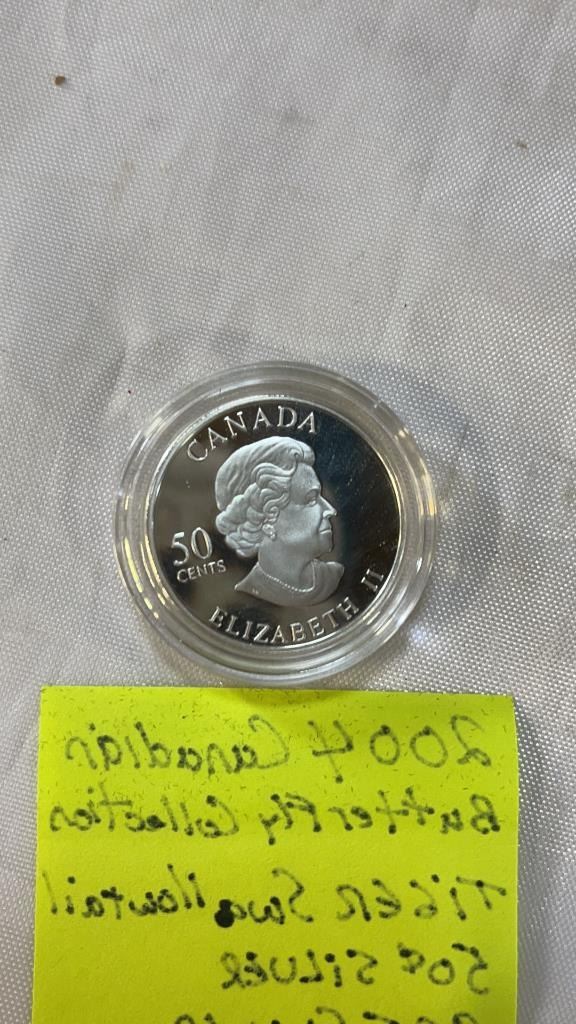 CANADA
50
CENTS
ELIZABETH II
2004 Canadian
ButterFly Collection
TIGER Swallowtail
50¢ SILVER